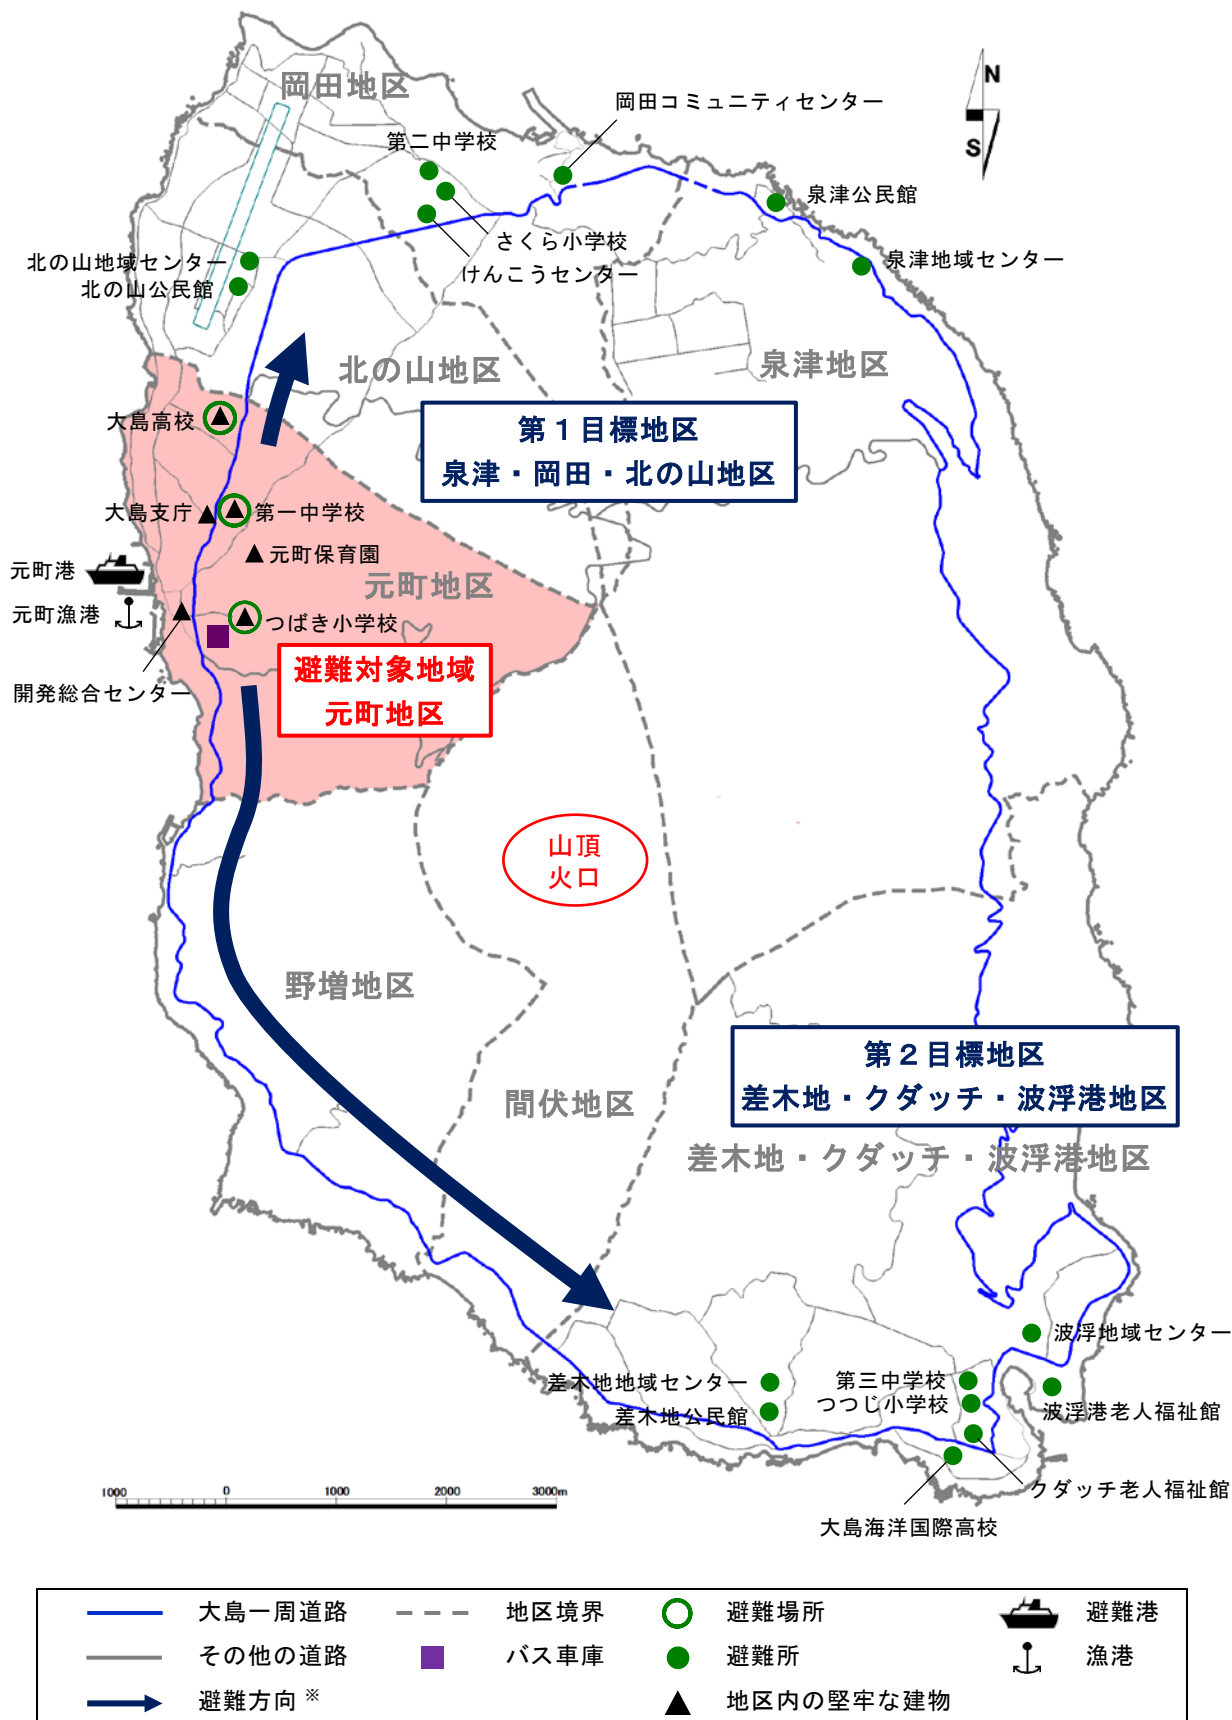 岡田地区
岡田コミュニティセンター
N
S
第二中学校
泉津公民館
さくら小学校
けんこうセンター
泉津地域センター
北の山地域センター
北の山公民館
北の山地区
泉津地区
大島高校
第1目標地区
泉津・岡田・北の山地区
大島支庁
第一中学校
元町保育園
元町港
元町地区
元町漁港
つばき小学校
避難対象地域
元町地区
開発総合センター
山頂
火口
野増地区
第2目標地区
差木地・クダッチ・波浮港地区
間伏地区
差木地・クダッチ・波浮港地区
波浮地域センター
差木地地域センター
第三中学校
つつじ小学校
差木地公民館
波浮港老人福祉館
クダッチ老人福祉館
大島海洋国際高校
1000 0 1000 2000 3000m
大島一周道路 地区境界 避難場所 避難港
その他の道路 バス車庫 避難所 漁港
避難方向※ 地区内の堅牢な建物